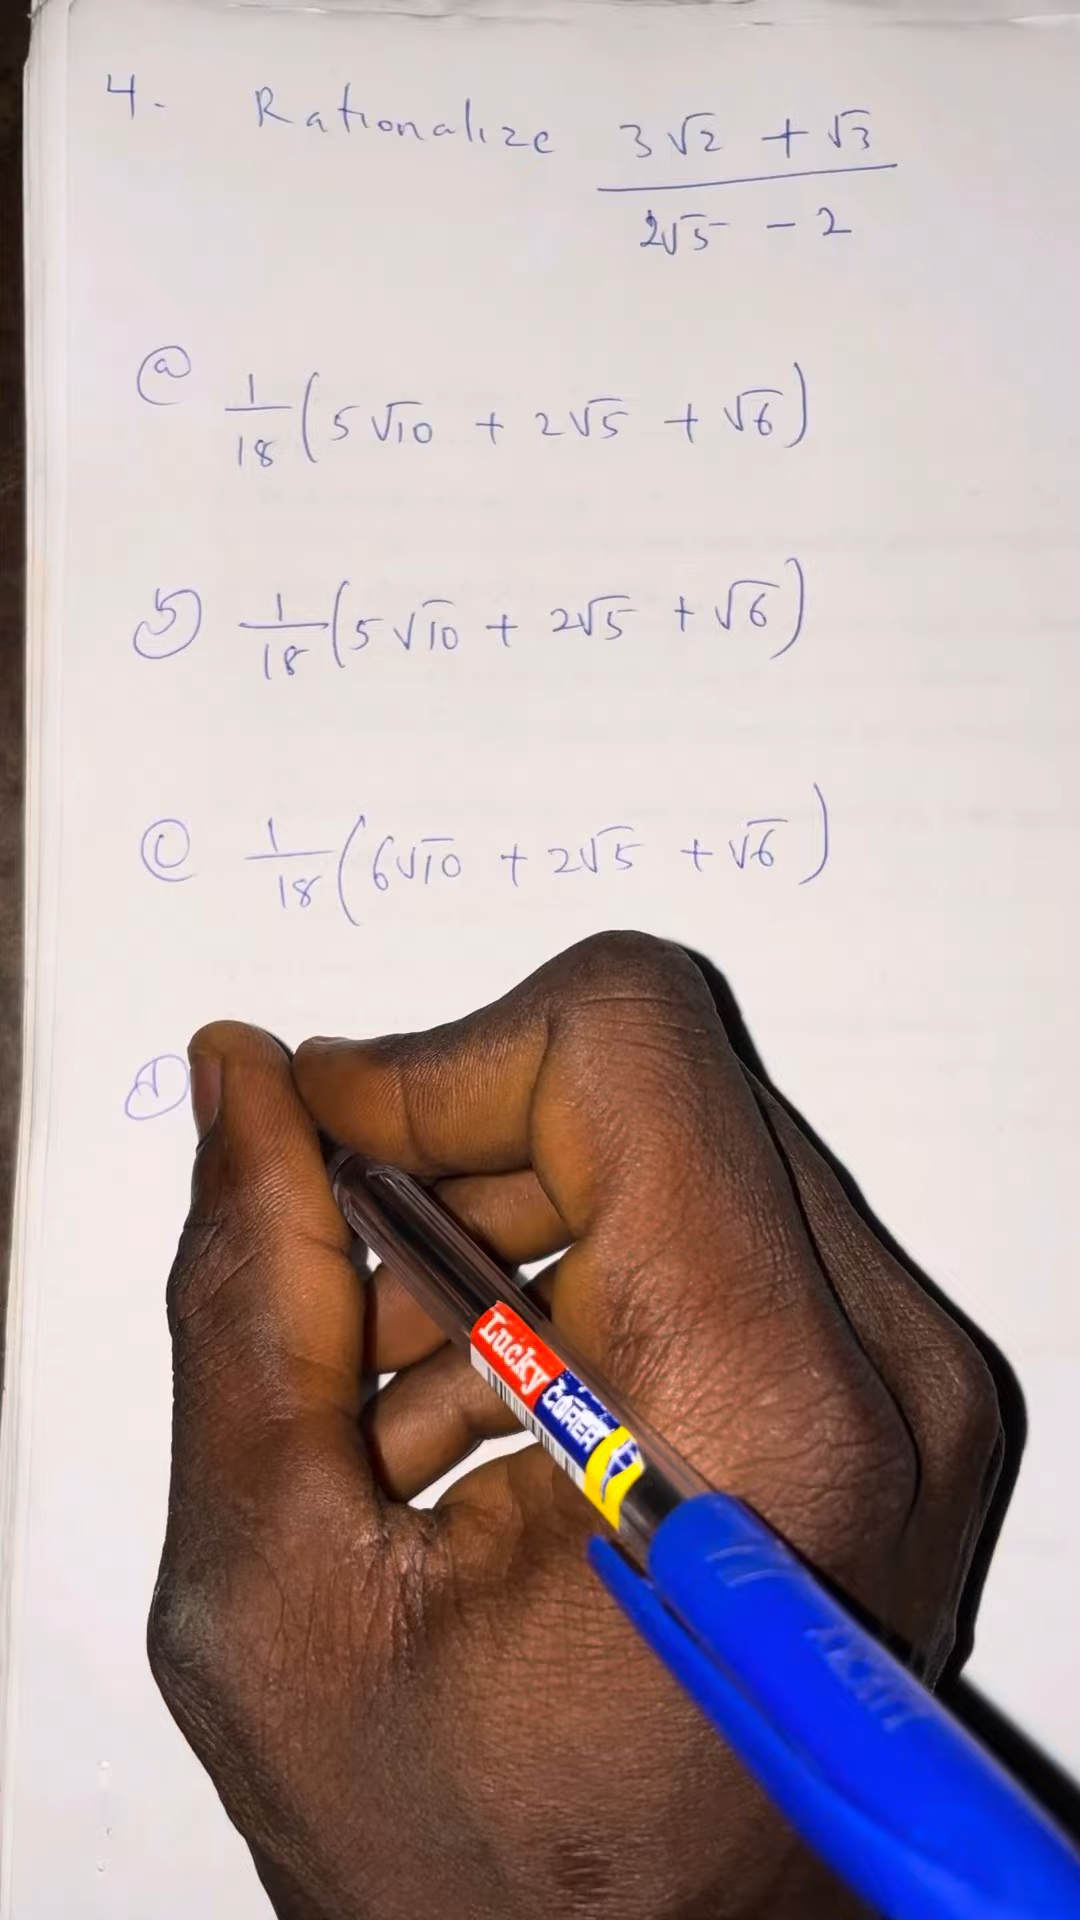 4. Rationalize (3√2 + √3)/(2√5 - 2)
(a) 1/18 (5√10 + 2√5 + √6)
(b) 1/18 (5√10 + 2√5 + √6)
(c) 1/18 (6√10 + 2√5 + √6)
(d)
Lucky